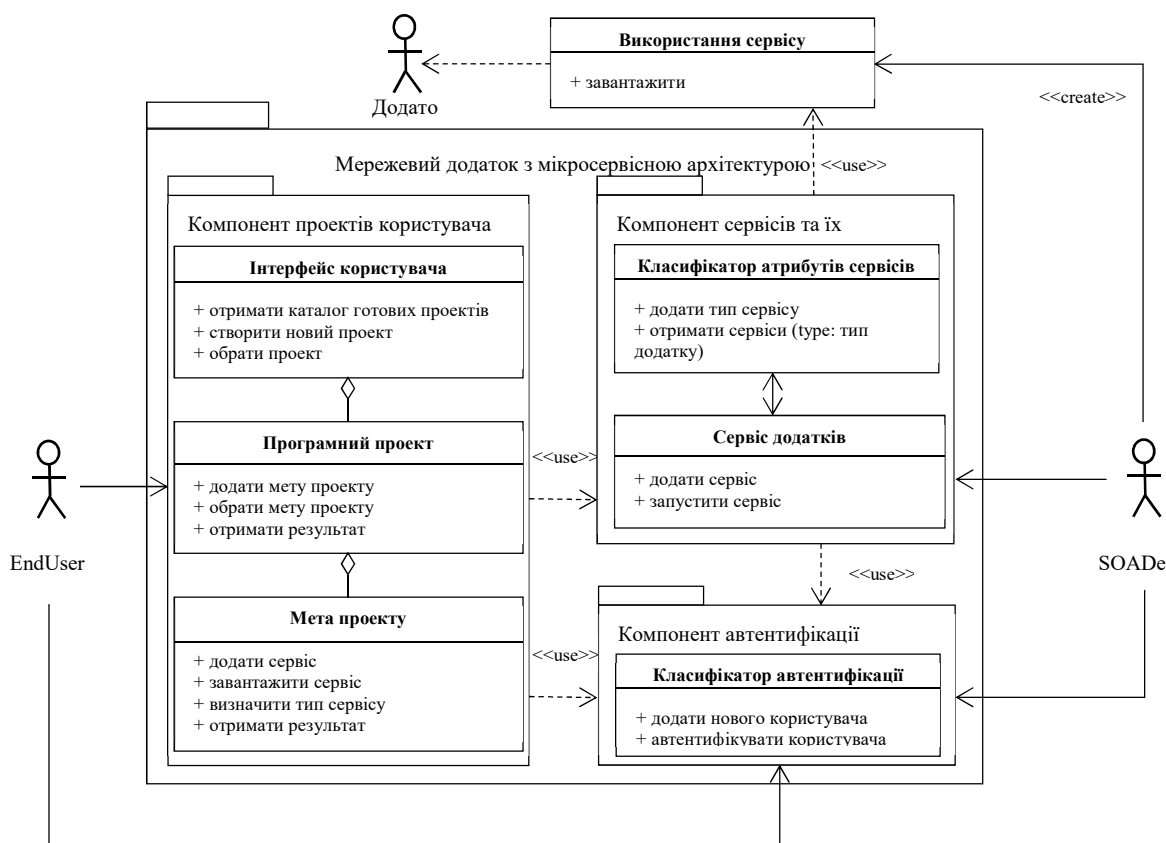 Використання сервісу
+ завантажити
Додато
<<create>>
Мережевий додаток з мікросервісною архітектурою
<<use>>
Компонент проектів користувача
Інтерфейс користувача
+ отримати каталог готових проектів
+ створити новий проект
+ обрати проект
Програмний проект
+ додати мету проекту
+ обрати мету проекту
+ отримати результат
Мета проекту
+ додати сервіс
+ завантажити сервіс
+ визначити тип сервісу
+ отримати результат
<<use>>
<<use>>
Компонент сервісів та їх
Класифікатор атрибутів сервісів
+ додати тип сервісу
+ отримати сервіси (type: тип
додатку)
Сервіс додатків
+ додати сервіс
+ запустити сервіс
<<use>>
Компонент автентифікації
Класифікатор автентифікації
+ додати нового користувача
+ автентифікувати користувача
EndUser
SOADe